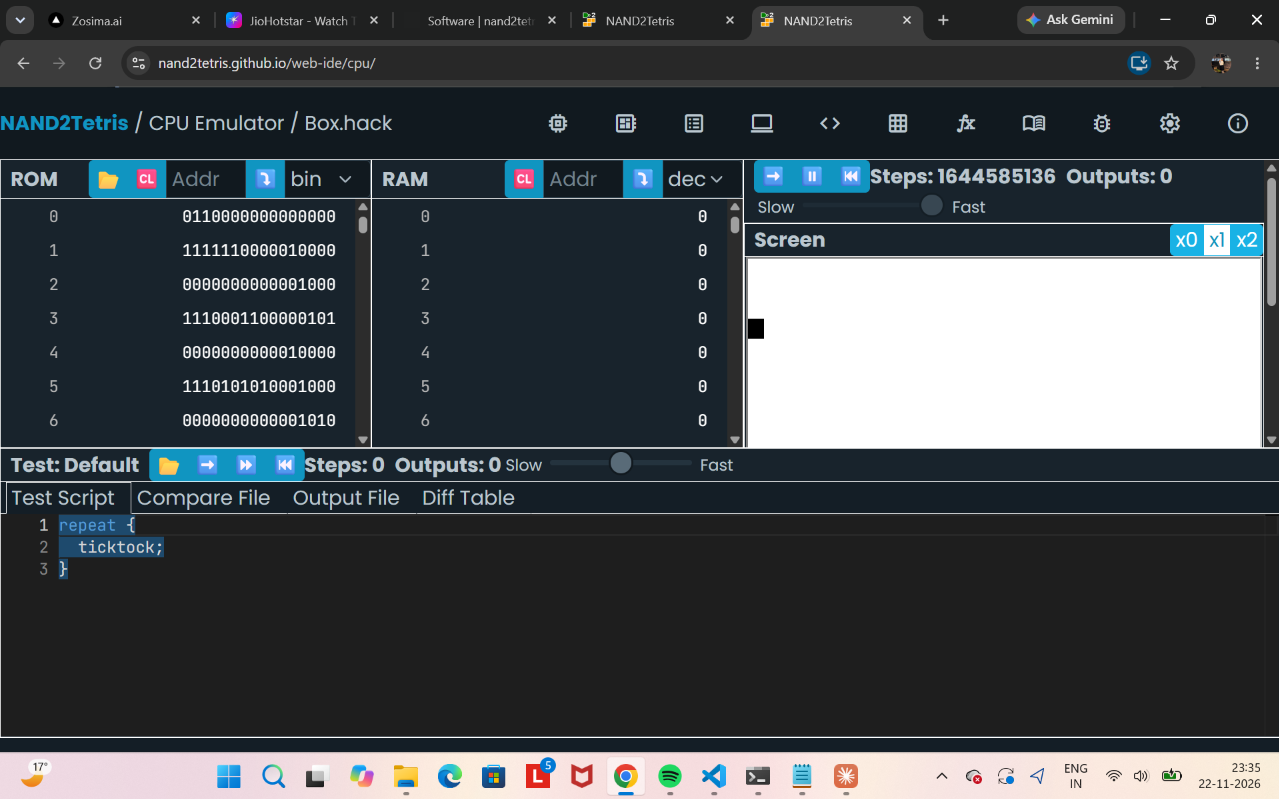 Zosima.ai
JioHotstar - Watch T
Software | nand2tet
NAND2Tetris
NAND2Tetris
Ask Gemini
nand2tetris.github.io/web-ide/cpu/
NAND2Tetris / CPU Emulator / Box.hack
ROM CL Addr bin
0 0110000000000000
1 1111110000010000
2 0000000000001000
3 1110001100000101
4 0000000000010000
5 1110101010001000
6 0000000000001010
RAM CL Addr dec
0 0
1 0
2 0
3 0
4 0
5 0
6 0
Steps: 1644585136 Outputs: 0
Slow Fast
Screen x0 x1 x2
Test: Default Steps: 0 Outputs: 0 Slow Fast
Test Script Compare File Output File Diff Table
1 repeat {
2 ticktock;
3 }
17°
L 5
ENG
IN
23:35
22-11-2026